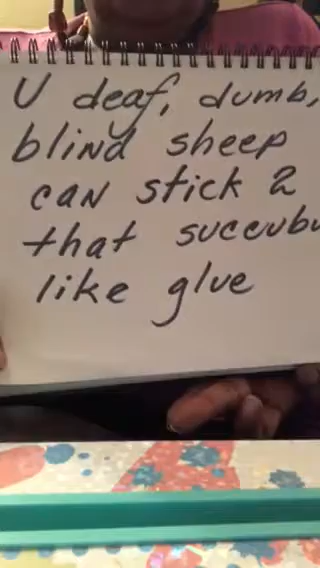 U deaf, dumb,
blind sheep
can stick 2
that succubu
like glue